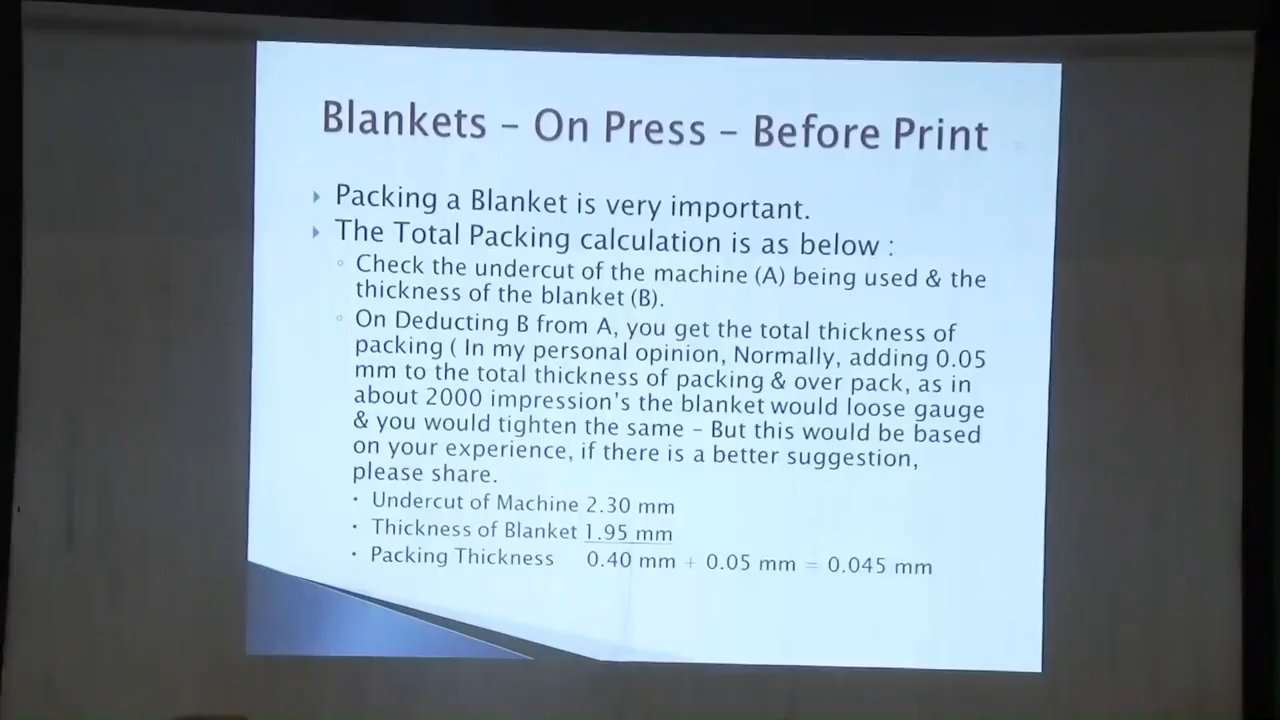 Blankets – On Press – Before Print
Packing a Blanket is very important.
The Total Packing calculation is as below :
Check the undercut of the machine (A) being used & the
thickness of the blanket (B).
On Deducting B from A, you get the total thickness of
packing ( In my personal opinion, Normally, adding 0.05
mm to the total thickness of packing & over pack, as in
about 2000 impression's the blanket would loose gauge
& you would tighten the same – But this would be based
on your experience, if there is a better suggestion,
please share.
Undercut of Machine 2.30 mm
Thickness of Blanket 1.95 mm
Packing Thickness 0.40 mm + 0.05 mm = 0.045 mm